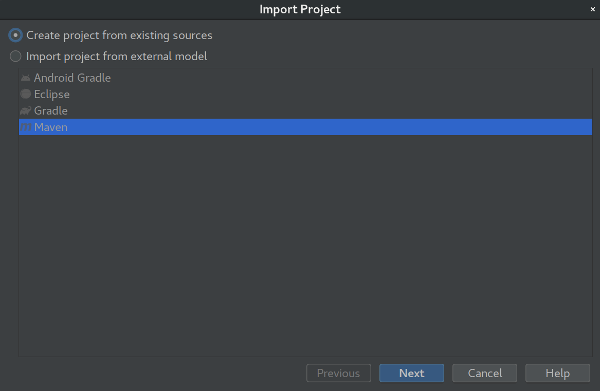 Import Project
Create project from existing sources
Import project from external model
Android Gradle
Eclipse
Gradle
Maven
Previous Next Cancel Help